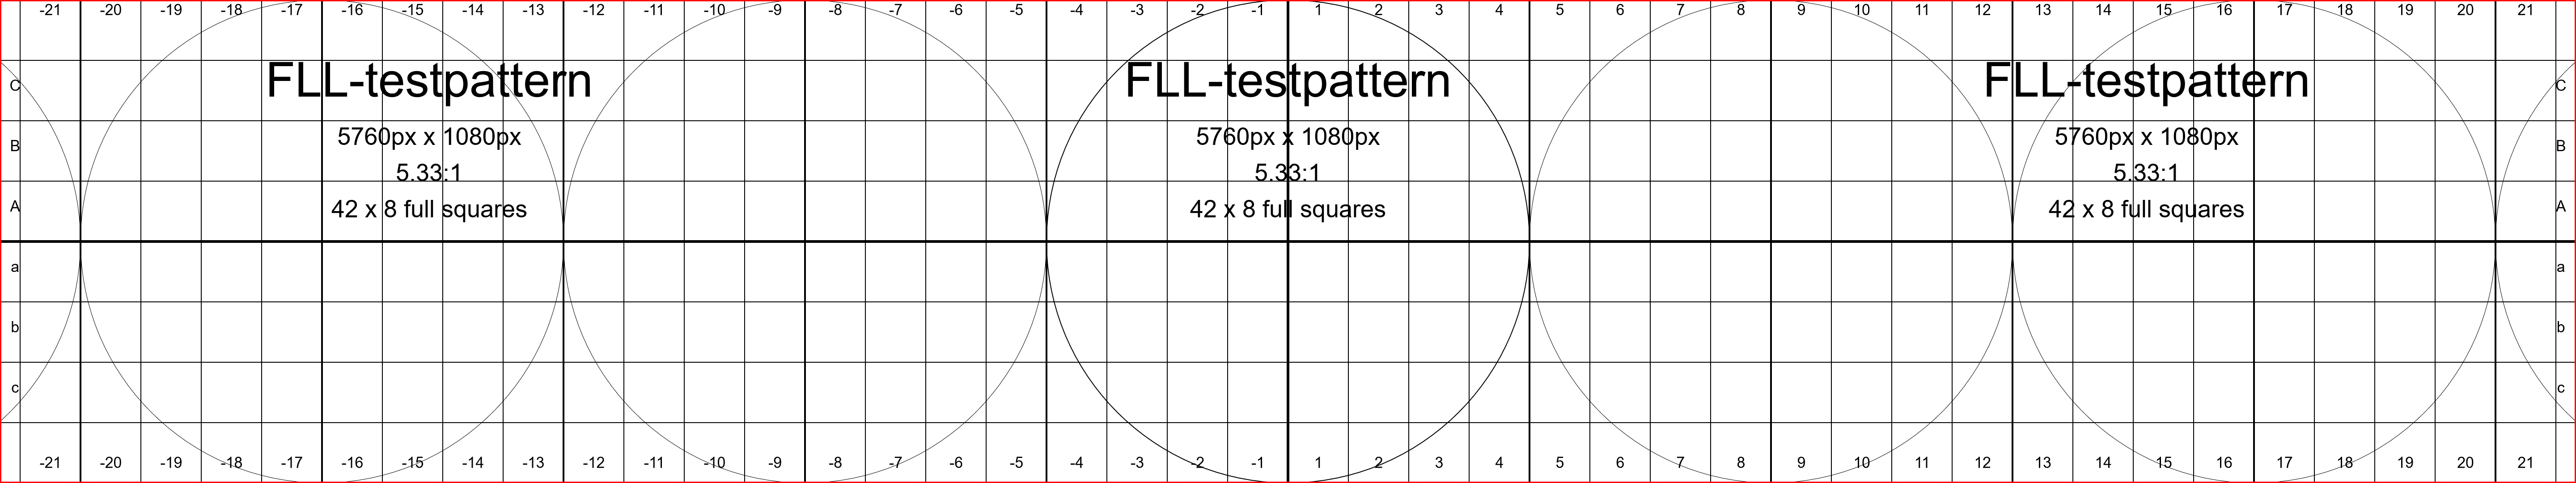 -21 -20 -19 -18 -17 -16 -15 -14 -13 -12 -11 -10 -9 -8 -7 -6 -5 -4 -3 -2 -1 1 2 3 4 5 6 7 8 9 10 11 12 13 14 15 16 17 18 19 20 21
C FLL-testpattern FLL-testpattern FLL-testpattern C
B 5760px x 1080px 5760px x 1080px 5760px x 1080px B
5.33:1 5.33:1 5.33:1
A 42 x 8 full squares 42 x 8 full squares 42 x 8 full squares A
a a
b b
c c
-21 -20 -19 -18 -17 -16 -15 -14 -13 -12 -11 -10 -9 -8 -7 -6 -5 -4 -3 -2 -1 1 2 3 4 5 6 7 8 9 10 11 12 13 14 15 16 17 18 19 20 21